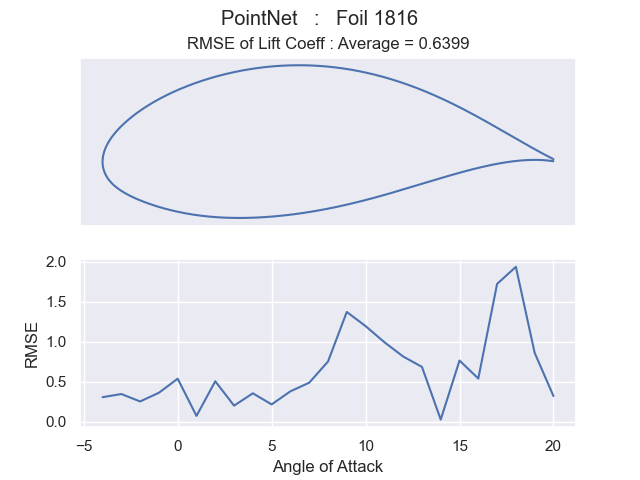 PointNet : Foil 1816
RMSE of Lift Coeff : Average = 0.6399
2.0
1.5
1.0
0.5
0.0
RMSE
−5 0 5 10 15 20
Angle of Attack